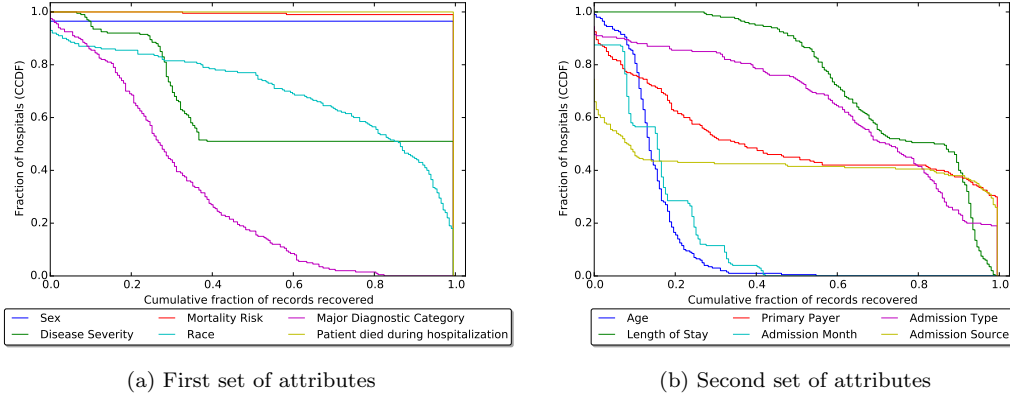 Fraction of hospitals (CCDF)
1.0
0.8
0.6
0.4
0.2
0.0
0.0 0.2 0.4 0.6 0.8 1.0
Cumulative fraction of records recovered
Sex Mortality Risk Major Diagnostic Category
Disease Severity Race Patient died during hospitalization
(a) First set of attributes
Fraction of hospitals (CCDF)
1.0
0.8
0.6
0.4
0.2
0.0
0.0 0.2 0.4 0.6 0.8 1.0
Cumulative fraction of records recovered
Age Primary Payer Admission Type
Length of Stay Admission Month Admission Source
(b) Second set of attributes